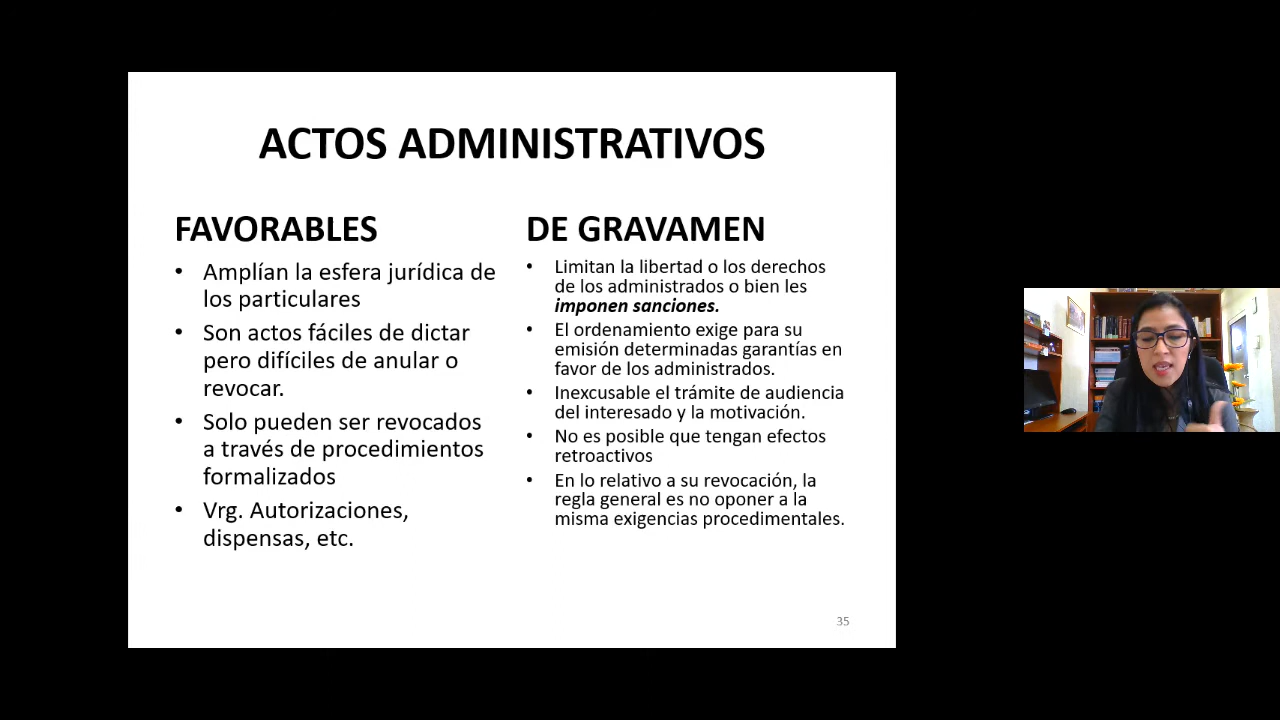 ACTOS ADMINISTRATIVOS
FAVORABLES
• Amplían la esfera jurídica de
los particulares
• Son actos fáciles de dictar
pero difíciles de anular o
revocar.
• Solo pueden ser revocados
a través de procedimientos
formalizados
• Vrg. Autorizaciones,
dispensas, etc.
DE GRAVAMEN
• Limitan la libertad o los derechos
de los administrados o bien les
imponen sanciones.
• El ordenamiento exige para su
emisión determinadas garantías en
favor de los administrados.
• Inexcusable el trámite de audiencia
del interesado y la motivación.
• No es posible que tengan efectos
retroactivos
• En lo relativo a su revocación, la
regla general es no oponer a la
misma exigencias procedimentales.
35